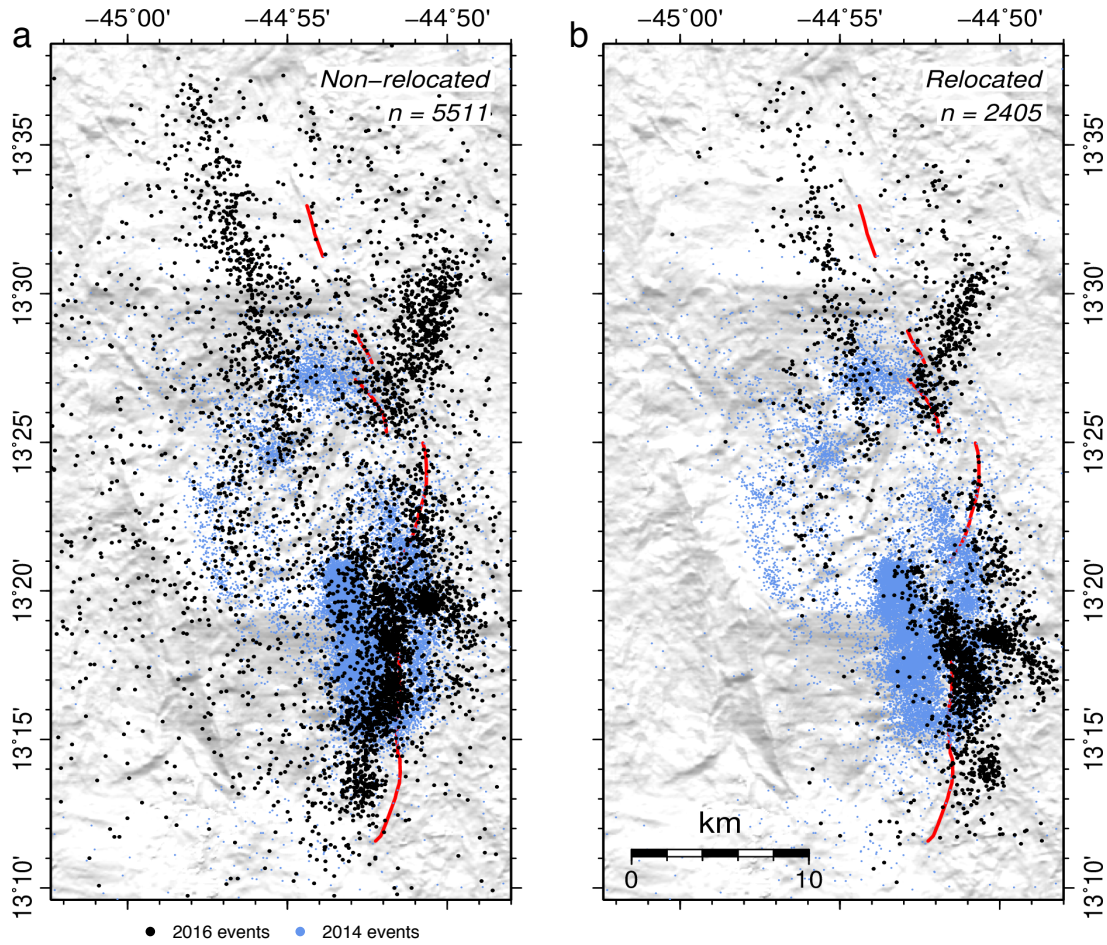 a
−45˚00' −44˚55' −44˚50'
Non−relocated
n = 5511
13˚35'
13˚30'
13˚25'
13˚20'
13˚15'
13˚10'
2016 events 2014 events
b
−45˚00' −44˚55' −44˚50'
Relocated
n = 2405
13˚35'
13˚30'
13˚25'
13˚20'
13˚15'
13˚10'
km
0 10